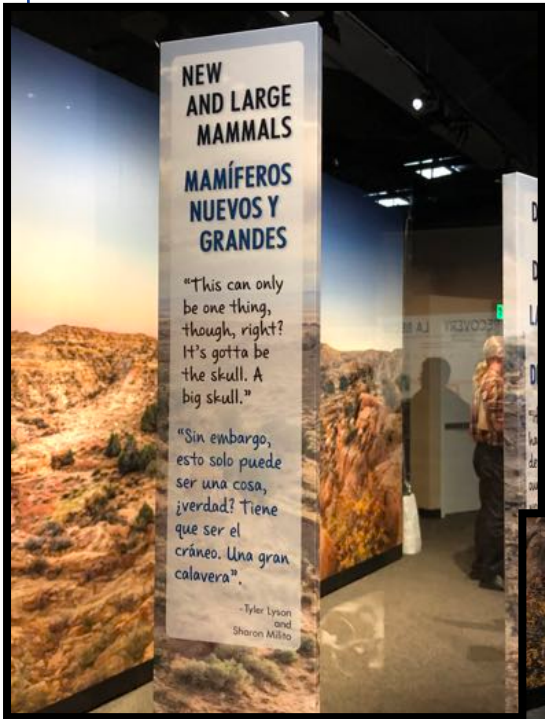 NEW
AND LARGE
MAMMALS
MAMÍFEROS
NUEVOS Y
GRANDES
"This can only
be one thing,
though, right?
It's gotta be
the skull. A
big skull."
"Sin embargo,
esto solo puede
ser una cosa,
¡verdad? Tiene
que ser el
cráneo. Una gran
calavera".
-Tyler Lyson
and
Sharon Milito
RECOVERY
LA